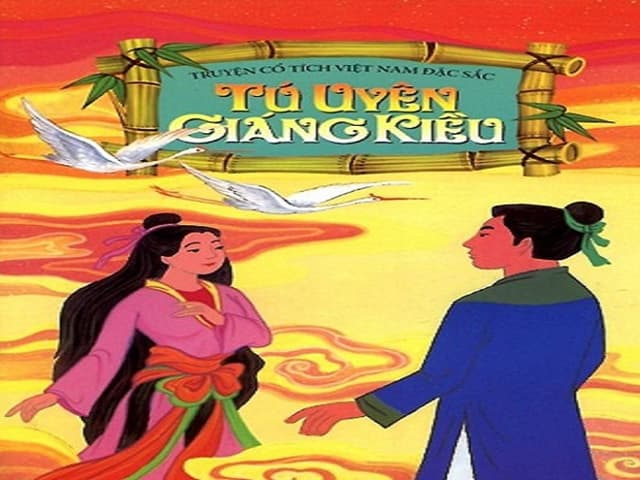 TRUYỆN CỔ TÍCH VIỆT NAM ĐẶC SẮC
TÚ UYÊN
GIÁNG KIỀU